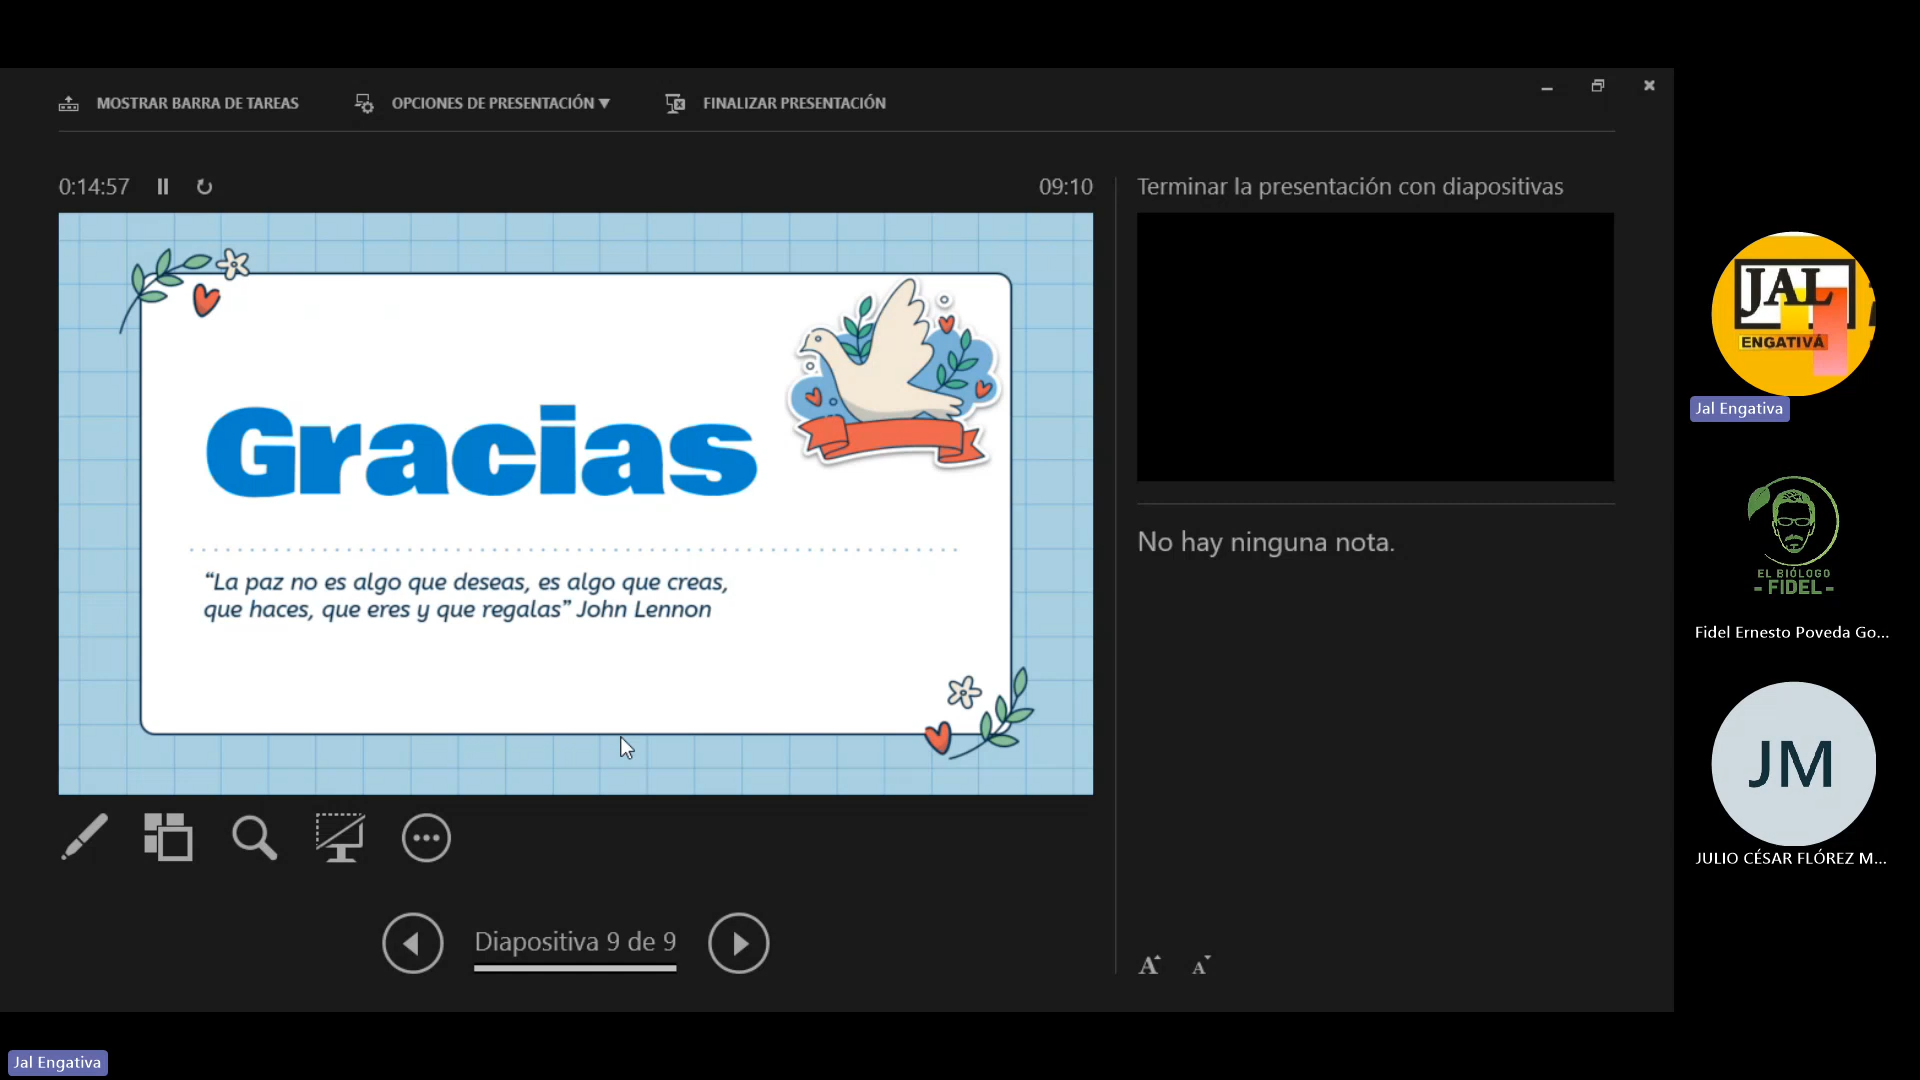 MOSTRAR BARRA DE TAREAS
OPCIONES DE PRESENTACIÓN
FINALIZAR PRESENTACIÓN
0:14:57
09:10
Terminar la presentación con diapositivas
Gracias
“La paz no es algo que deseas, es algo que creas,
que haces, que eres y que regalas” John Lennon
No hay ninguna nota.
Diapositiva 9 de 9
A A
JAL
ENGATIVÁ
Jal Engativa
EL BIÓLOGO
- FIDEL -
Fidel Ernesto Poveda Go...
JM
JULIO CÉSAR FLÓREZ M...
Jal Engativa